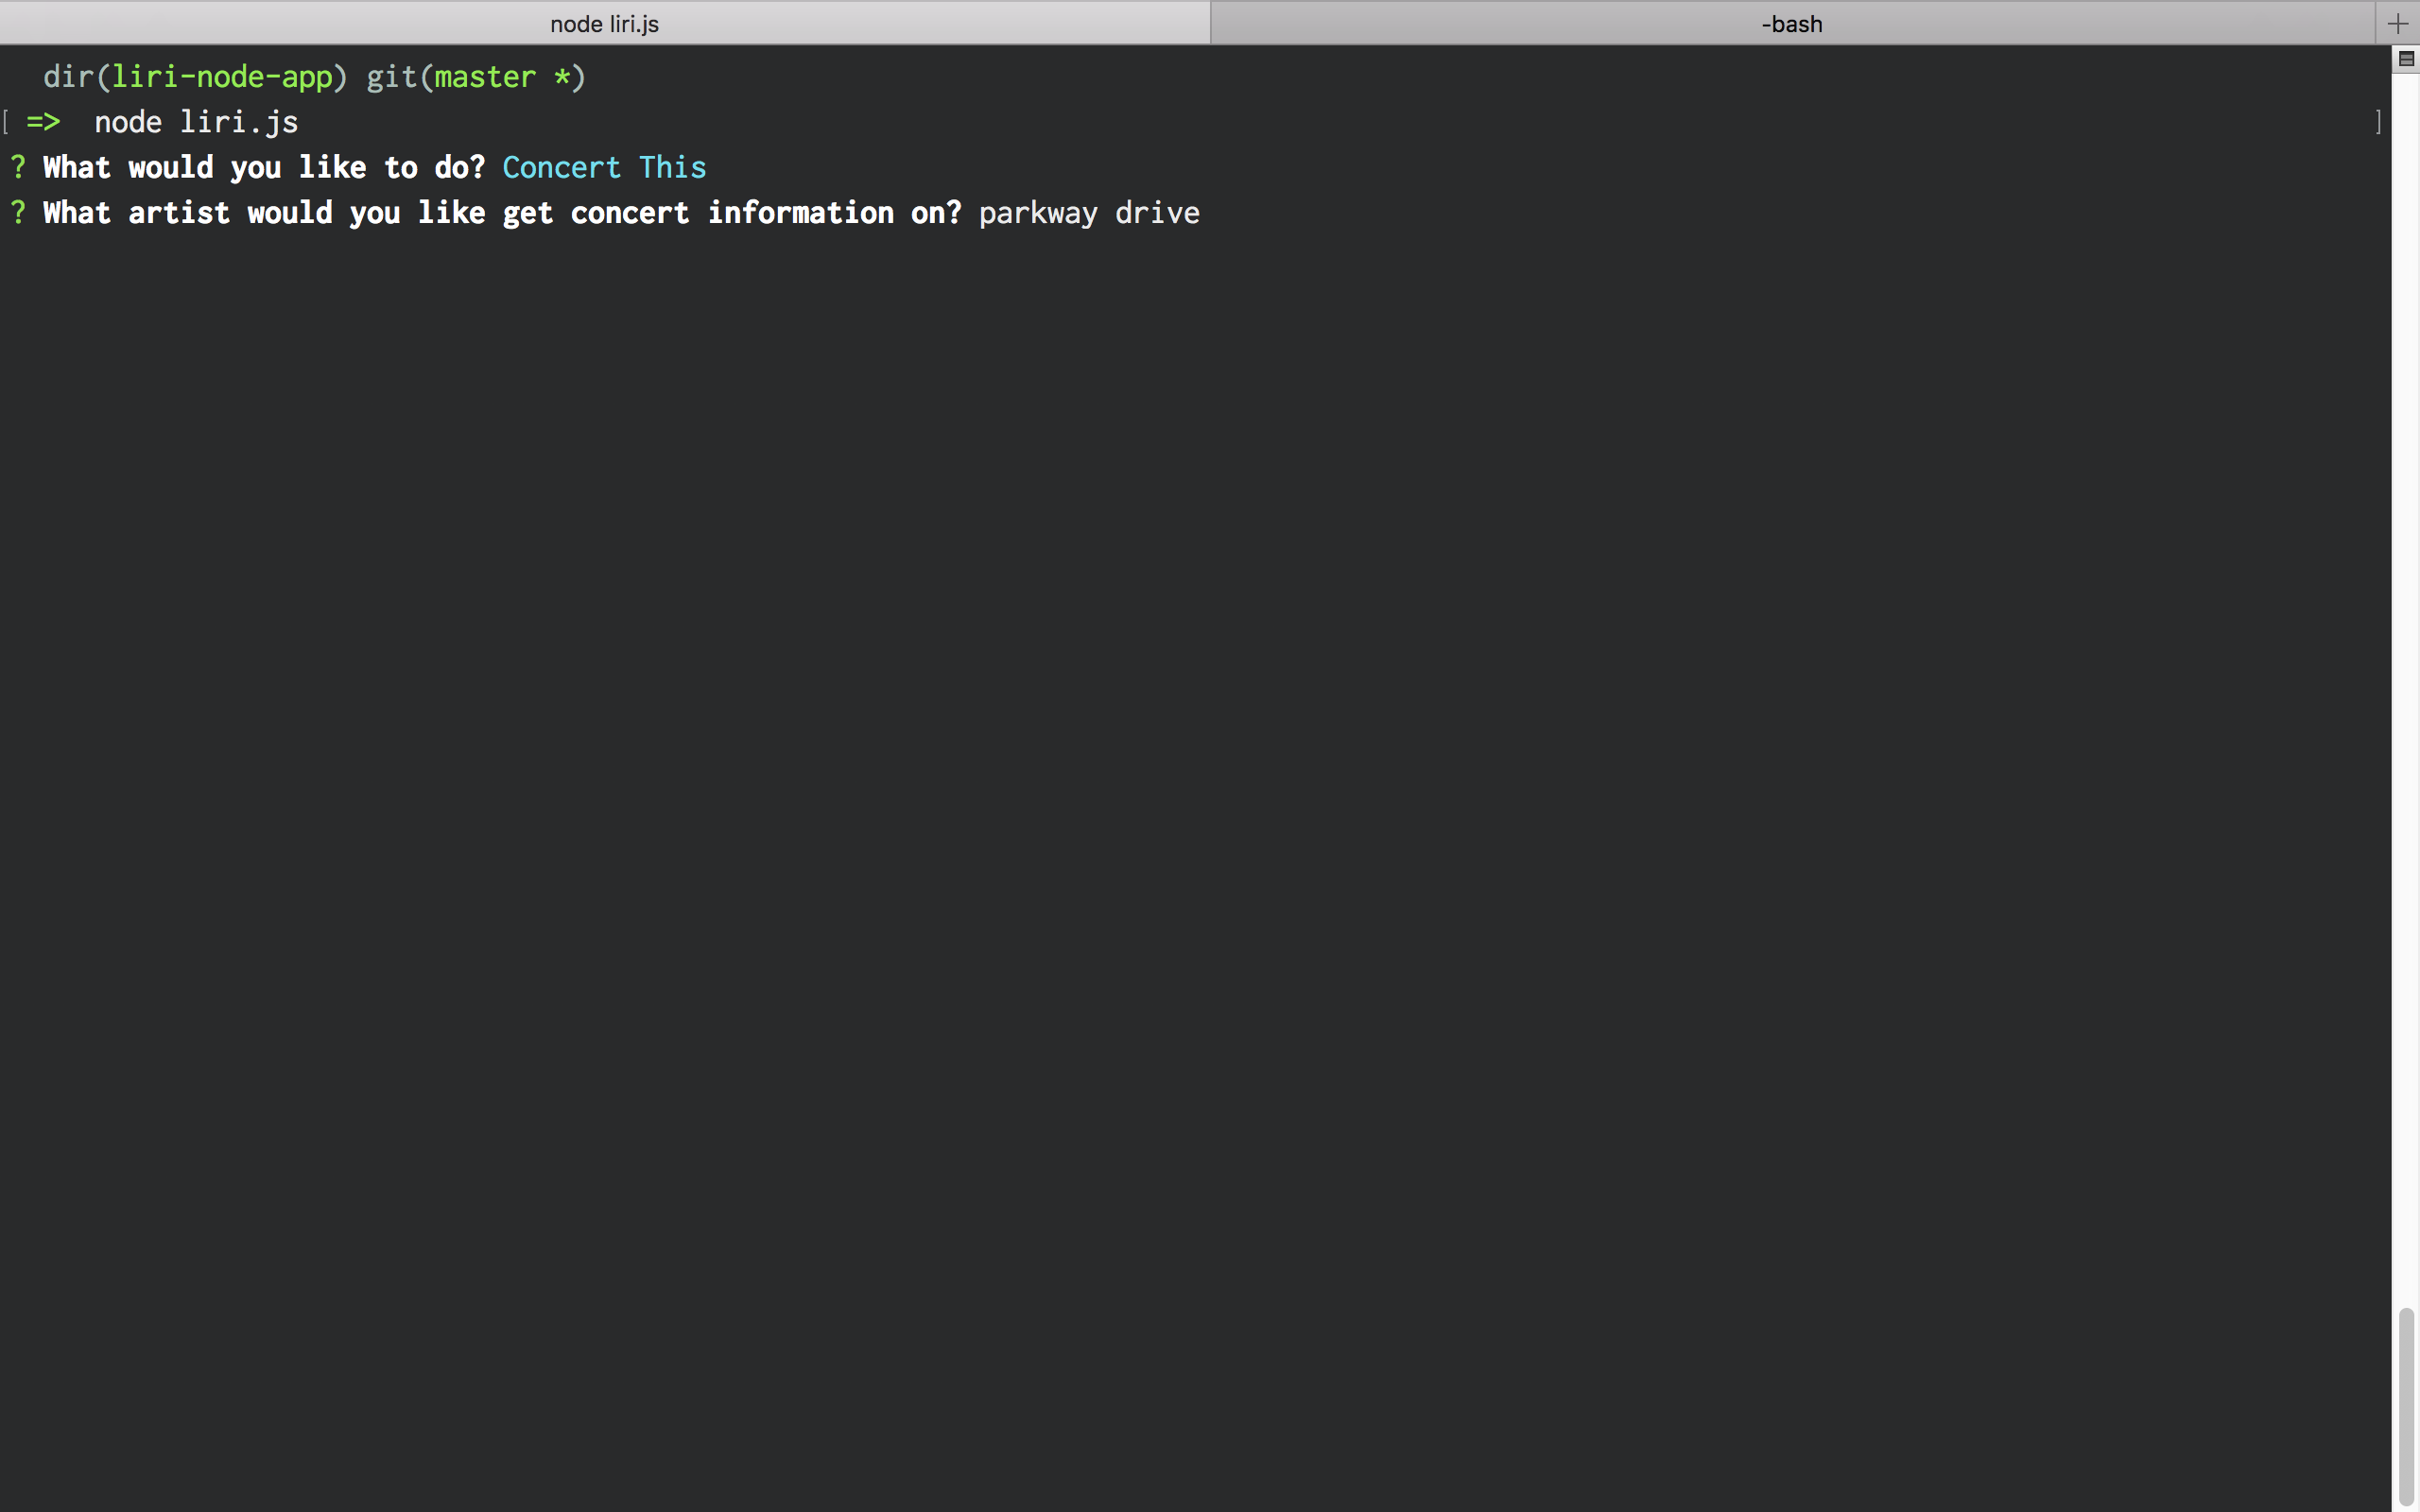 node liri.js
-bash
dir(liri-node-app) git(master *)
[ => node liri.js ]
? What would you like to do? Concert This
? What artist would you like get concert information on? parkway drive